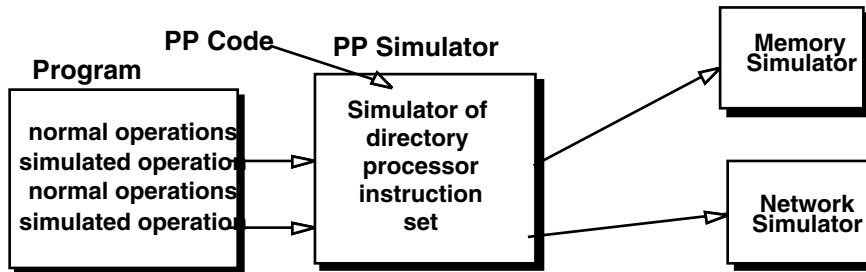 PP Code
PP Simulator
Program
normal operations
simulated operation
normal operations
simulated operation
Simulator of
directory
processor
instruction
set
Memory
Simulator
Network
Simulator